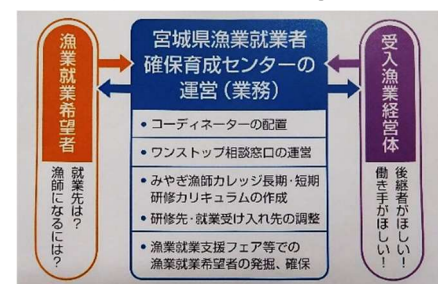 漁業就業希望者
就業先は？
漁師になるには？
宮城県漁業就業者
確保育成センターの
運営（業務）
• コーディネーターの配置
• ワンストップ相談窓口の運営
• みやぎ漁師カレッジ長期・短期
研修カリキュラムの作成
• 研修先・就業受け入れ先の調整
• 漁業就業支援フェア等での
漁業就業希望者の発掘、確保
受入漁業経営体
後継者がほしい！
働き手がほしい！